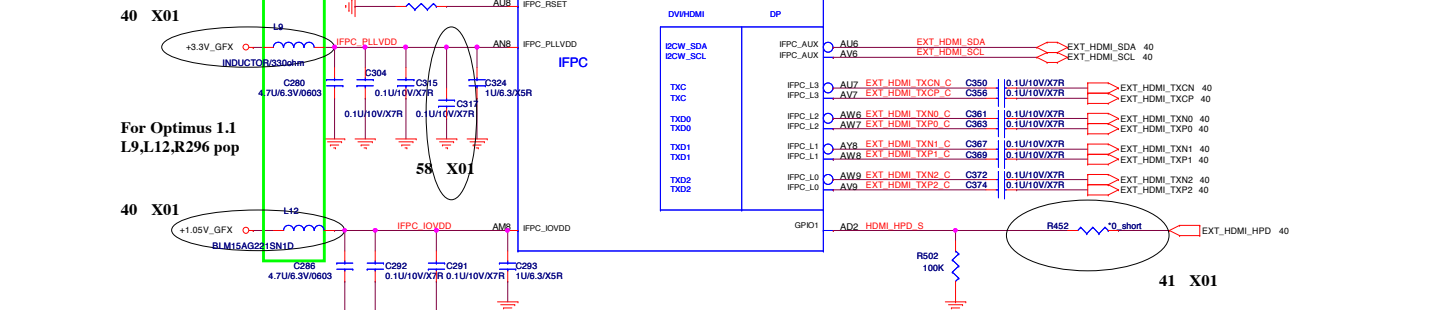 40 X01
AU8 IFPC_RSET
DVI/HDMI DP
L9
+3.3V_GFX
IFPC_PLLVDD
AN8 IFPC_PLLVDD
INDUCTOR/330ohm
IFPC
I2CW_SDA IFPC_AUX AU6 EXT_HDMI_SDA EXT_HDMI_SDA 40
I2CW_SCL IFPC_AUX AV6 EXT_HDMI_SCL EXT_HDMI_SCL 40
C280 4.7U/6.3V/0603
C304 0.1U/10V/X7R
C315 0.1U/10V/X7R
C317 0.1U/10V/X7R
C324 1U/6.3/X5R
TXC IFPC_L3 AU7 EXT_HDMI_TXCN_C C350 0.1U/10V/X7R EXT_HDMI_TXCN 40
TXC IFPC_L3 AV7 EXT_HDMI_TXCP_C C356 0.1U/10V/X7R EXT_HDMI_TXCP 40
TXD0 IFPC_L2 AW6 EXT_HDMI_TXN0_C C361 0.1U/10V/X7R EXT_HDMI_TXN0 40
TXD0 IFPC_L2 AW7 EXT_HDMI_TXP0_C C363 0.1U/10V/X7R EXT_HDMI_TXP0 40
For Optimus 1.1
L9,L12,R296 pop
TXD1 IFPC_L1 AY8 EXT_HDMI_TXN1_C C367 0.1U/10V/X7R EXT_HDMI_TXN1 40
TXD1 IFPC_L1 AW8 EXT_HDMI_TXP1_C C369 0.1U/10V/X7R EXT_HDMI_TXP1 40
58 X01
TXD2 IFPC_L0 AW9 EXT_HDMI_TXN2_C C372 0.1U/10V/X7R EXT_HDMI_TXN2 40
TXD2 IFPC_L0 AV9 EXT_HDMI_TXP2_C C374 0.1U/10V/X7R EXT_HDMI_TXP2 40
40 X01
L12
+1.05V_GFX
IFPC_IOVDD
AM8 IFPC_IOVDD
BLM15AG221SN1D
GPIO1 AD2 HDMI_HPD_S R452 *0_short EXT_HDMI_HPD 40
C286 4.7U/6.3V/0603
C292 0.1U/10V/X7R
C291 0.1U/10V/X7R
C293 1U/6.3/X5R
R502
100K
41 X01